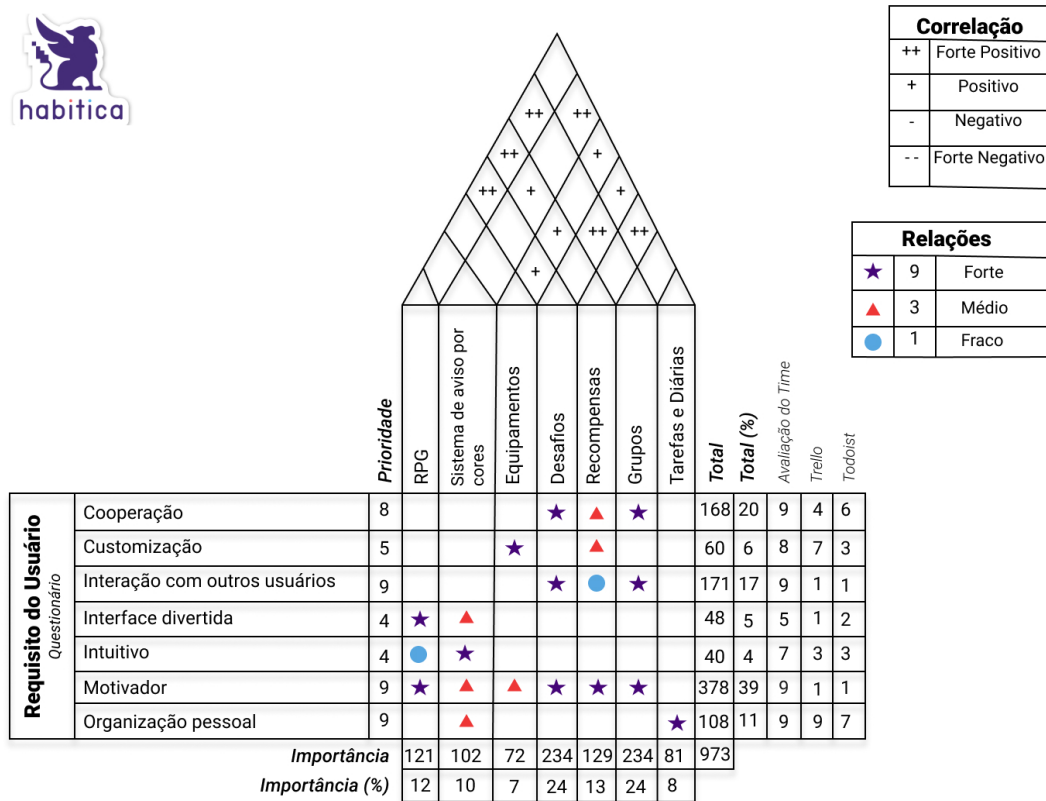 habitica
Correlação
++ Forte Positivo
+ Positivo
- Negativo
-- Forte Negativo
Relações
9 Forte
3 Médio
1 Fraco
++ ++
++ +
++ + +
+ ++ ++
+
Prioridade
RPG
Sistema de aviso por
cores
Equipamentos
Desafios
Recompensas
Grupos
Tarefas e Diárias
Total
Total (%)
Avaliação do Time
Trello
Todoist
Requisito do Usuário
Questionário
Cooperação 8 168 20 9 4 6
Customização 5 60 6 8 7 3
Interação com outros usuários 9 171 17 9 1 1
Interface divertida 4 48 5 5 1 2
Intuitivo 4 40 4 7 3 3
Motivador 9 378 39 9 1 1
Organização pessoal 9 108 11 9 9 7
Importância 121 102 72 234 129 234 81 973
Importância (%) 12 10 7 24 13 24 8